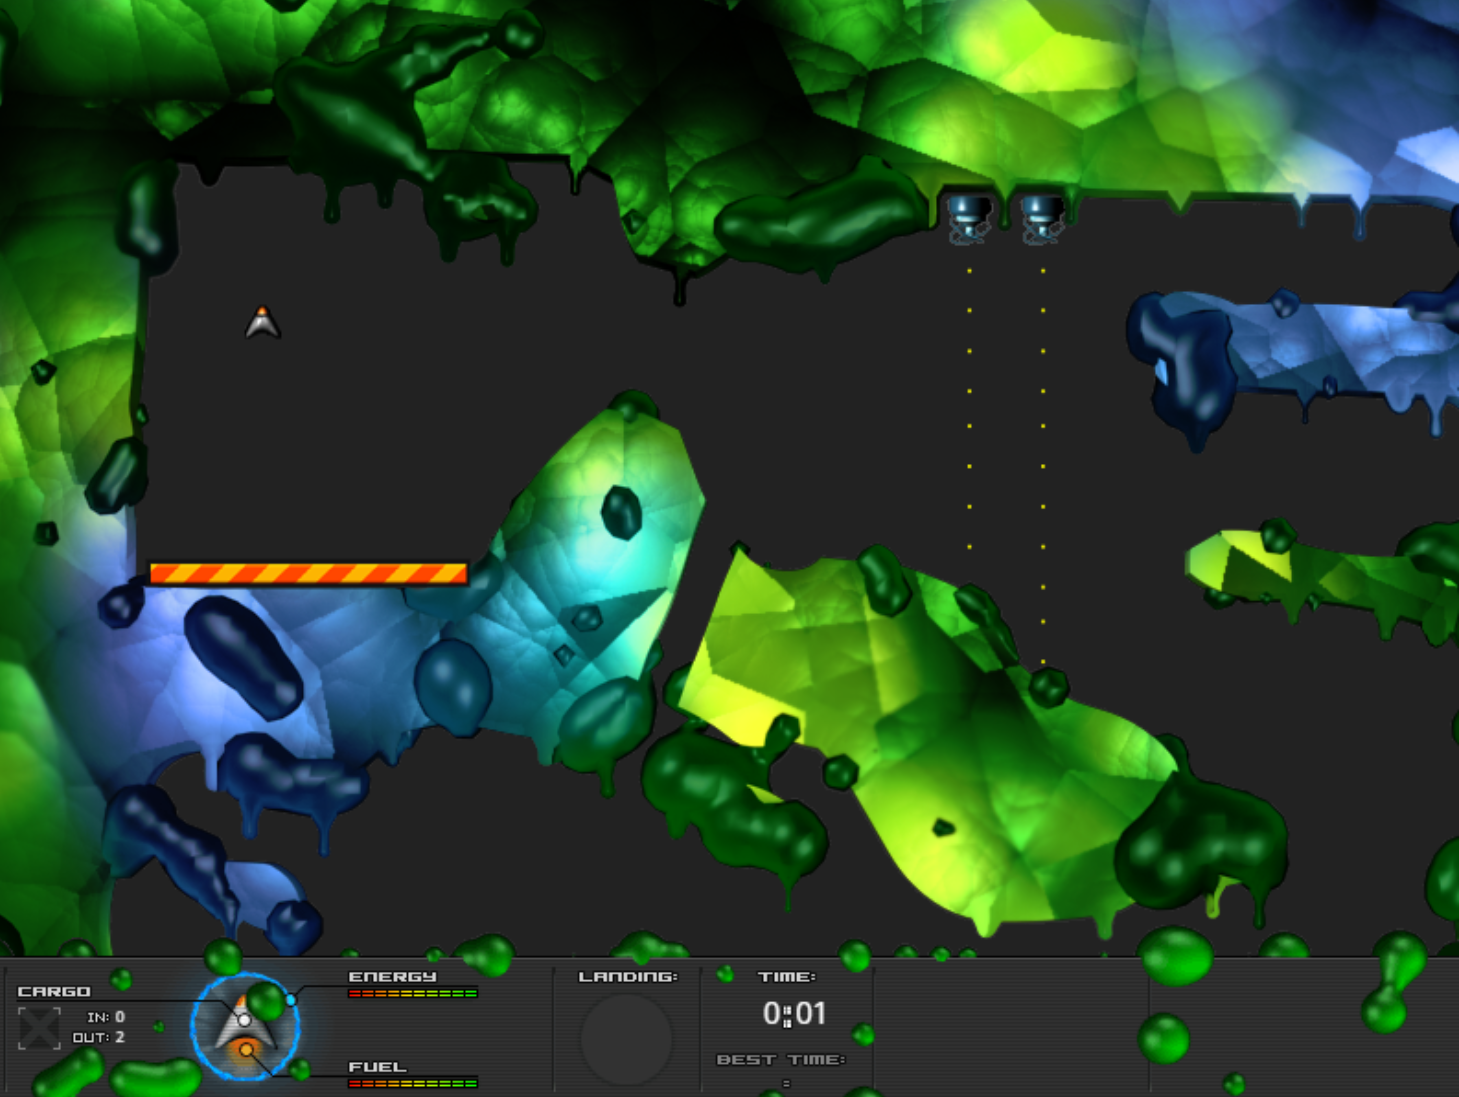 CARGO
IN: 0
OUT: 2
ENERGY
FUEL
LANDING:
TIME:
0:01
BEST TIME:
: